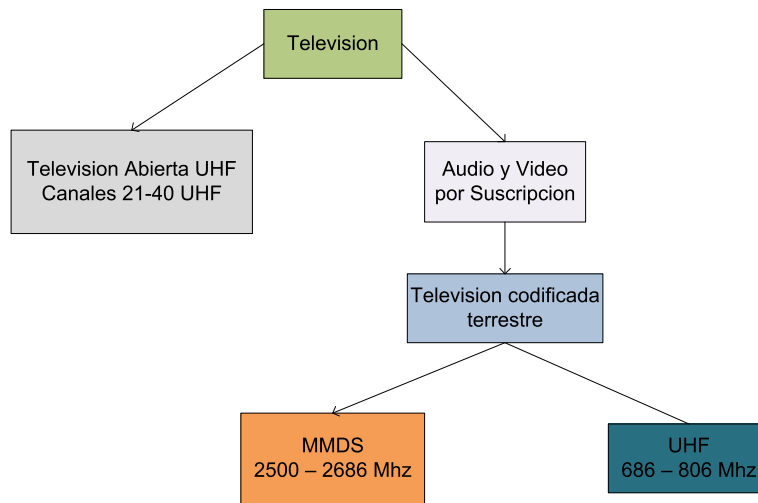 Television
Television Abierta UHF
Canales 21-40 UHF
Audio y Video
por Suscripcion
Television codificada
terrestre
MMDS
2500 – 2686 Mhz
UHF
686 – 806 Mhz